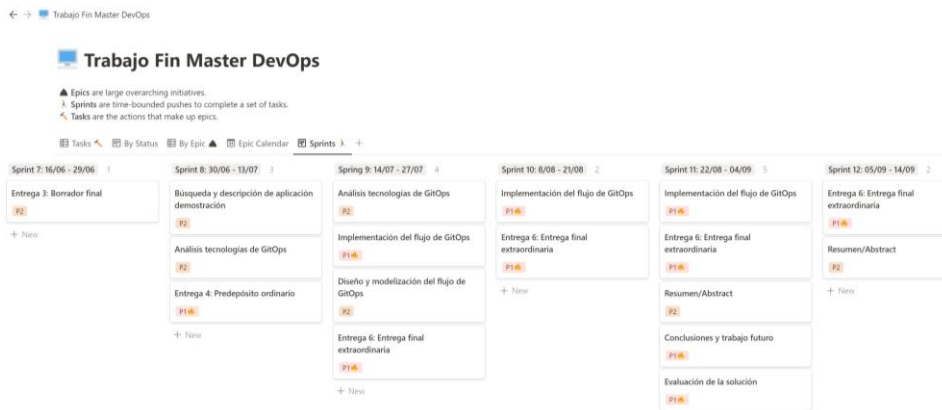 Trabajo Fin Master DevOps
Trabajo Fin Master DevOps
Epics are large overarching initiatives.
Sprints are time-bounded pushes to complete a set of tasks.
Tasks are the actions that make up epics.
Tasks By Status By Epic Epic Calendar Sprints +
Sprint 7: 16/06 - 29/06 1
Entrega 3: Borrador final
P2
+ New
Sprint 8: 30/06 - 13/07 3
Búsqueda y descripción de aplicación
demostración
P2
Análisis tecnologías de GitOps
P2
Entrega 4: Predepósito ordinario
P1🔥
+ New
Spring 9: 14/07 - 27/07 4
Análisis tecnologías de GitOps
P2
Implementación del flujo de GitOps
P1🔥
Diseño y modelización del flujo de
GitOps
P2
Entrega 6: Entrega final
extraordinaria
P1🔥
+ New
Sprint 10: 8/08 - 21/08 2
Implementación del flujo de GitOps
P1🔥
Entrega 6: Entrega final
extraordinaria
P1🔥
+ New
Sprint 11: 22/08 - 04/09 5
Implementación del flujo de GitOps
P1🔥
Entrega 6: Entrega final
extraordinaria
P1🔥
Resumen/Abstract
P2
Conclusiones y trabajo futuro
P1🔥
Evaluación de la solución
P1🔥
Sprint 12: 05/09 - 14/09 2
Entrega 6: Entrega final
extraordinaria
P1🔥
Resumen/Abstract
P2
+ New